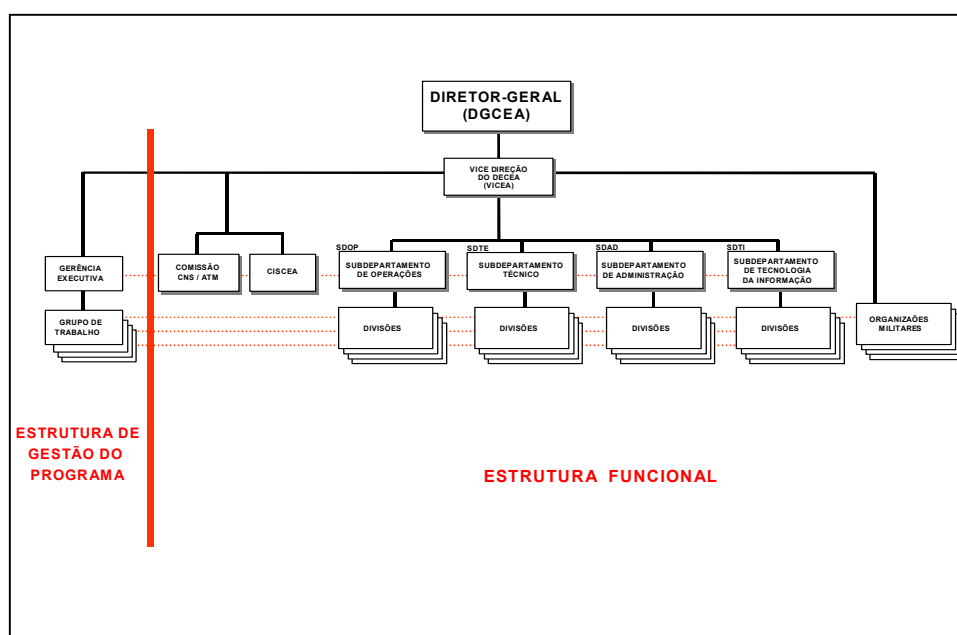 DIRETOR-GERAL
(DGCEA)
VICE DIREÇÃO
DO DECEA
(VICEA)
GERÊNCIA
EXECUTIVA
COMISSÃO
CNS / ATM
CISCEA
SDOP
SUBDEPARTAMENTO
DE OPERAÇÕES
SDTE
SUBDEPARTAMENTO
TÉCNICO
SDAD
SUBDEPARTAMENTO
DE ADMINISTRAÇÃO
SDTI
SUBDEPARTAMENTO
DE TECNOLOGIA
DA INFORMAÇÃO
GRUPO DE
TRABALHO
DIVISÕES
DIVISÕES
DIVISÕES
DIVISÕES
ORGANIZAÕES
MILITARES
ESTRUTURA DE
GESTÃO DO
PROGRAMA
ESTRUTURA FUNCIONAL